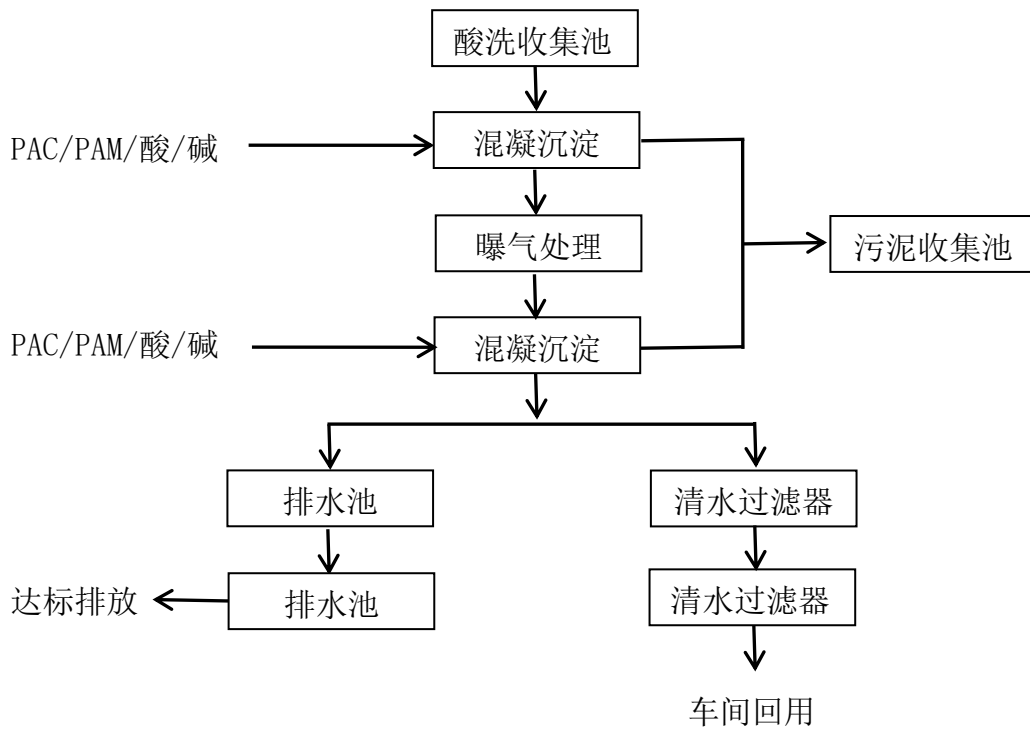 酸洗收集池
PAC/PAM/酸/碱
混凝沉淀
曝气处理
污泥收集池
PAC/PAM/酸/碱
混凝沉淀
排水池
清水过滤器
达标排放
排水池
清水过滤器
车间回用